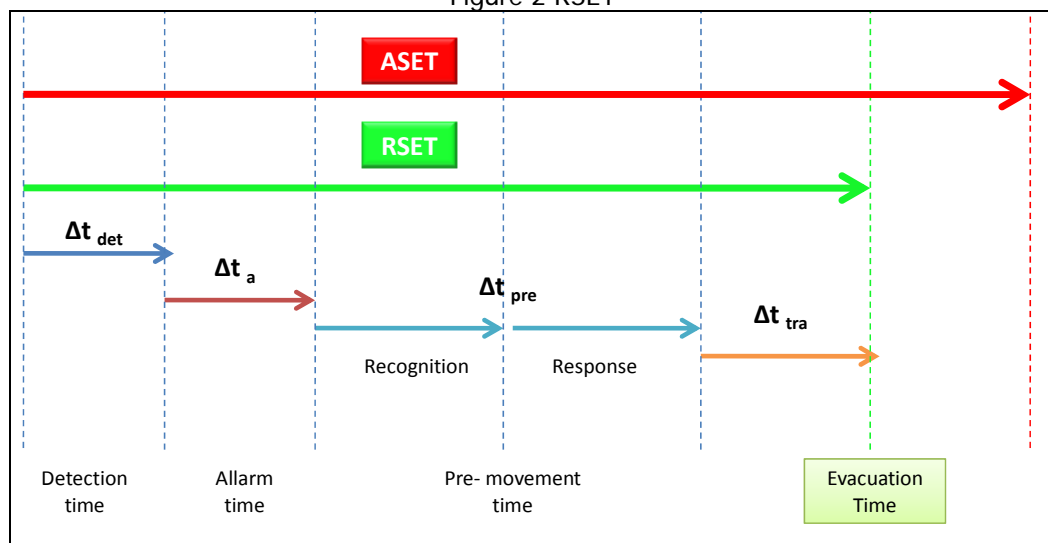 Figure 2 RSET
ASET
RSET
Δt det
Δt a
Δt pre
Δt tra
Recognition
Response
Detection
time
Allarm
time
Pre- movement
time
Evacuation
Time